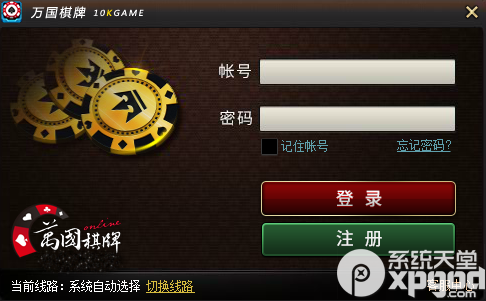 万国棋牌 10KGAME
帐号
密码
记住帐号 忘记密码?
登录
注册
online
萬國棋牌
当前线路：系统自动选择 切换线路
系统天堂